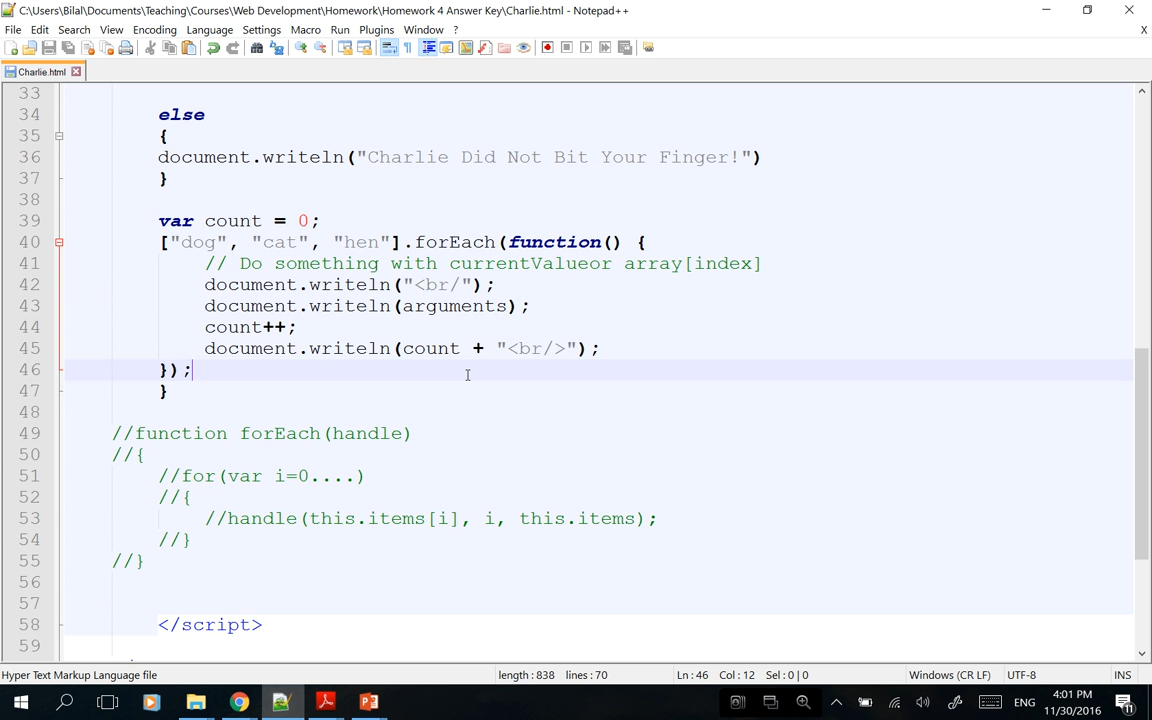 C:\Users\Bilal\Documents\Teaching\Courses\Web Development\Homework\Homework 4 Answer Key\Charlie.html - Notepad++
File Edit Search View Encoding Language Settings Macro Run Plugins Window ? X
Charlie.html
33
34 else
35 {
36 document.writeln("Charlie Did Not Bit Your Finger!")
37 }
38
39 var count = 0;
40 ["dog", "cat", "hen"].forEach(function() {
41 // Do something with currentValueor array[index]
42 document.writeln("<br/");
43 document.writeln(arguments);
44 count++;
45 document.writeln(count + "<br/>");
46 });
47 }
48
49 //function forEach(handle)
50 //{
51 //for(var i=0....)
52 //{
53 //handle(this.items[i], i, this.items);
54 //}
55 //}
56
57
58 </script>
59
Hyper Text Markup Language file length : 838 lines : 70 Ln : 46 Col : 12 Sel : 0 | 0 Windows (CR LF) UTF-8 INS
ENG 4:01 PM
11/30/2016 11